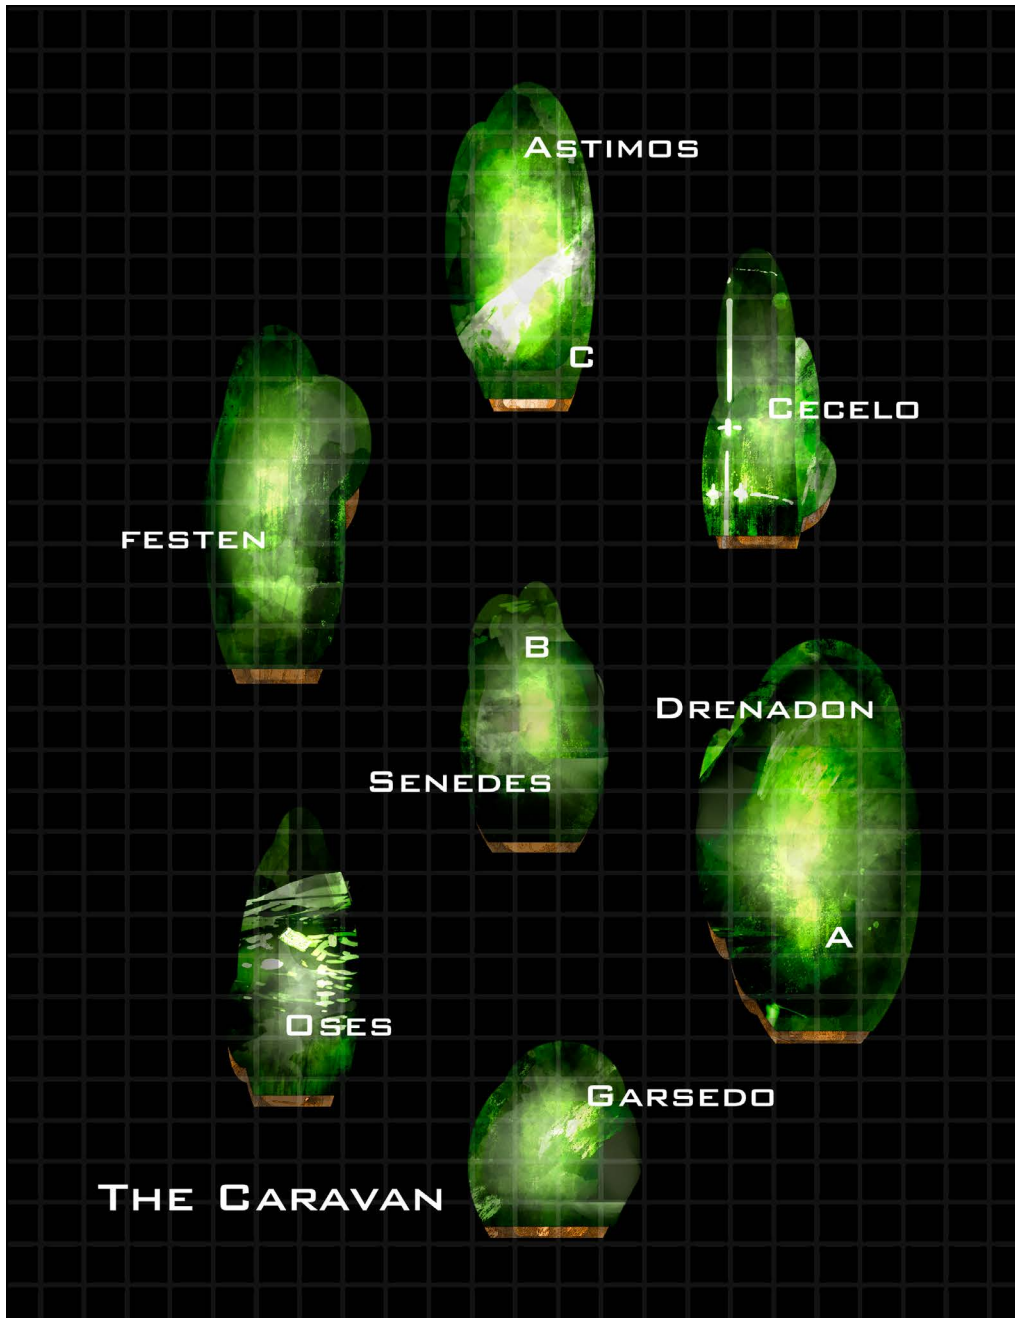 Astimos
C
Cecelo
festen
B
Drenadon
Senedes
A
Oses
Garsedo
The Caravan